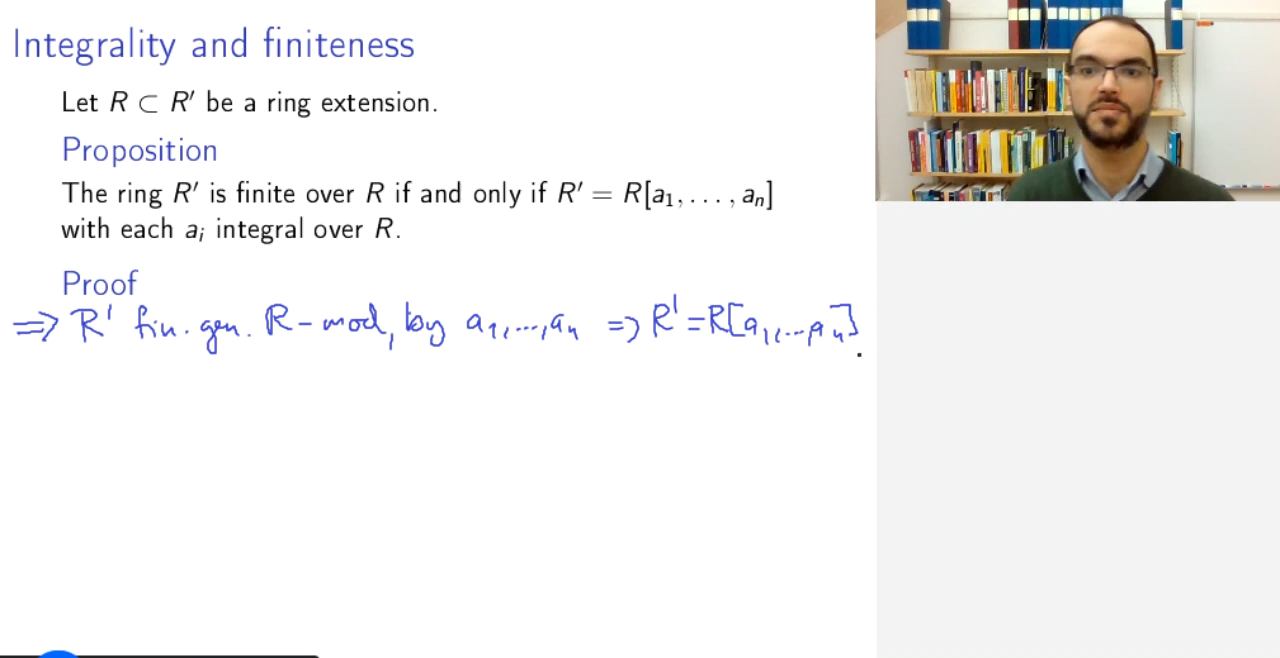 Integrality and finiteness
Let R ⊂ R′ be a ring extension.
Proposition
The ring R′ is finite over R if and only if R′ = R[a₁, . . . , aₙ]
with each aᵢ integral over R.
Proof
⇒ R' fin. gen. R-mod, by a₁,...,aₙ ⇒ R'=R[a₁,...,aₙ]